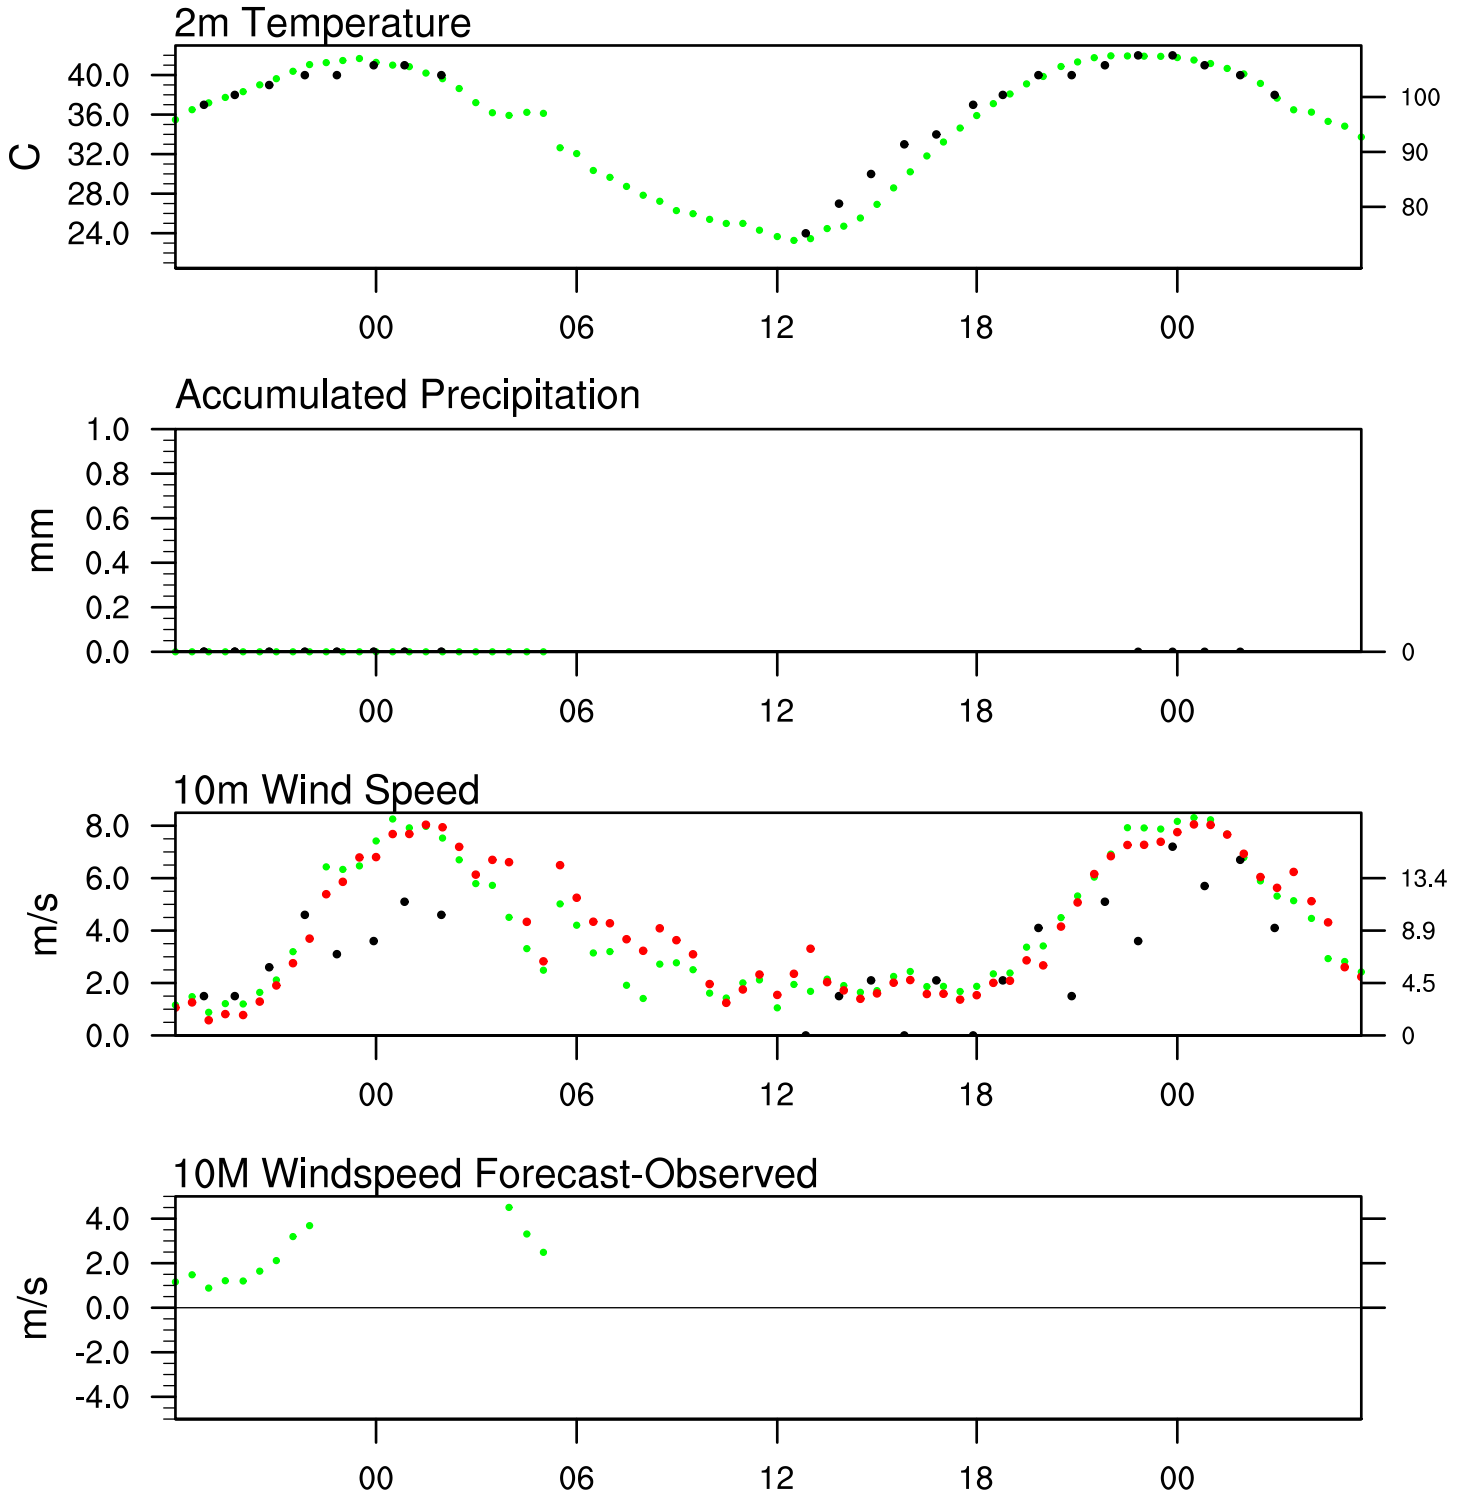 2m Temperature
40.0
36.0
32.0
28.0
24.0
C
100
90
80
00 06 12 18 00
Accumulated Precipitation
1.0
0.8
0.6
0.4
0.2
0.0
mm
0
00 06 12 18 00
10m Wind Speed
8.0
6.0
4.0
2.0
0.0
m/s
13.4
8.9
4.5
0
00 06 12 18 00
10M Windspeed Forecast-Observed
4.0
2.0
0.0
-2.0
-4.0
m/s
00 06 12 18 00